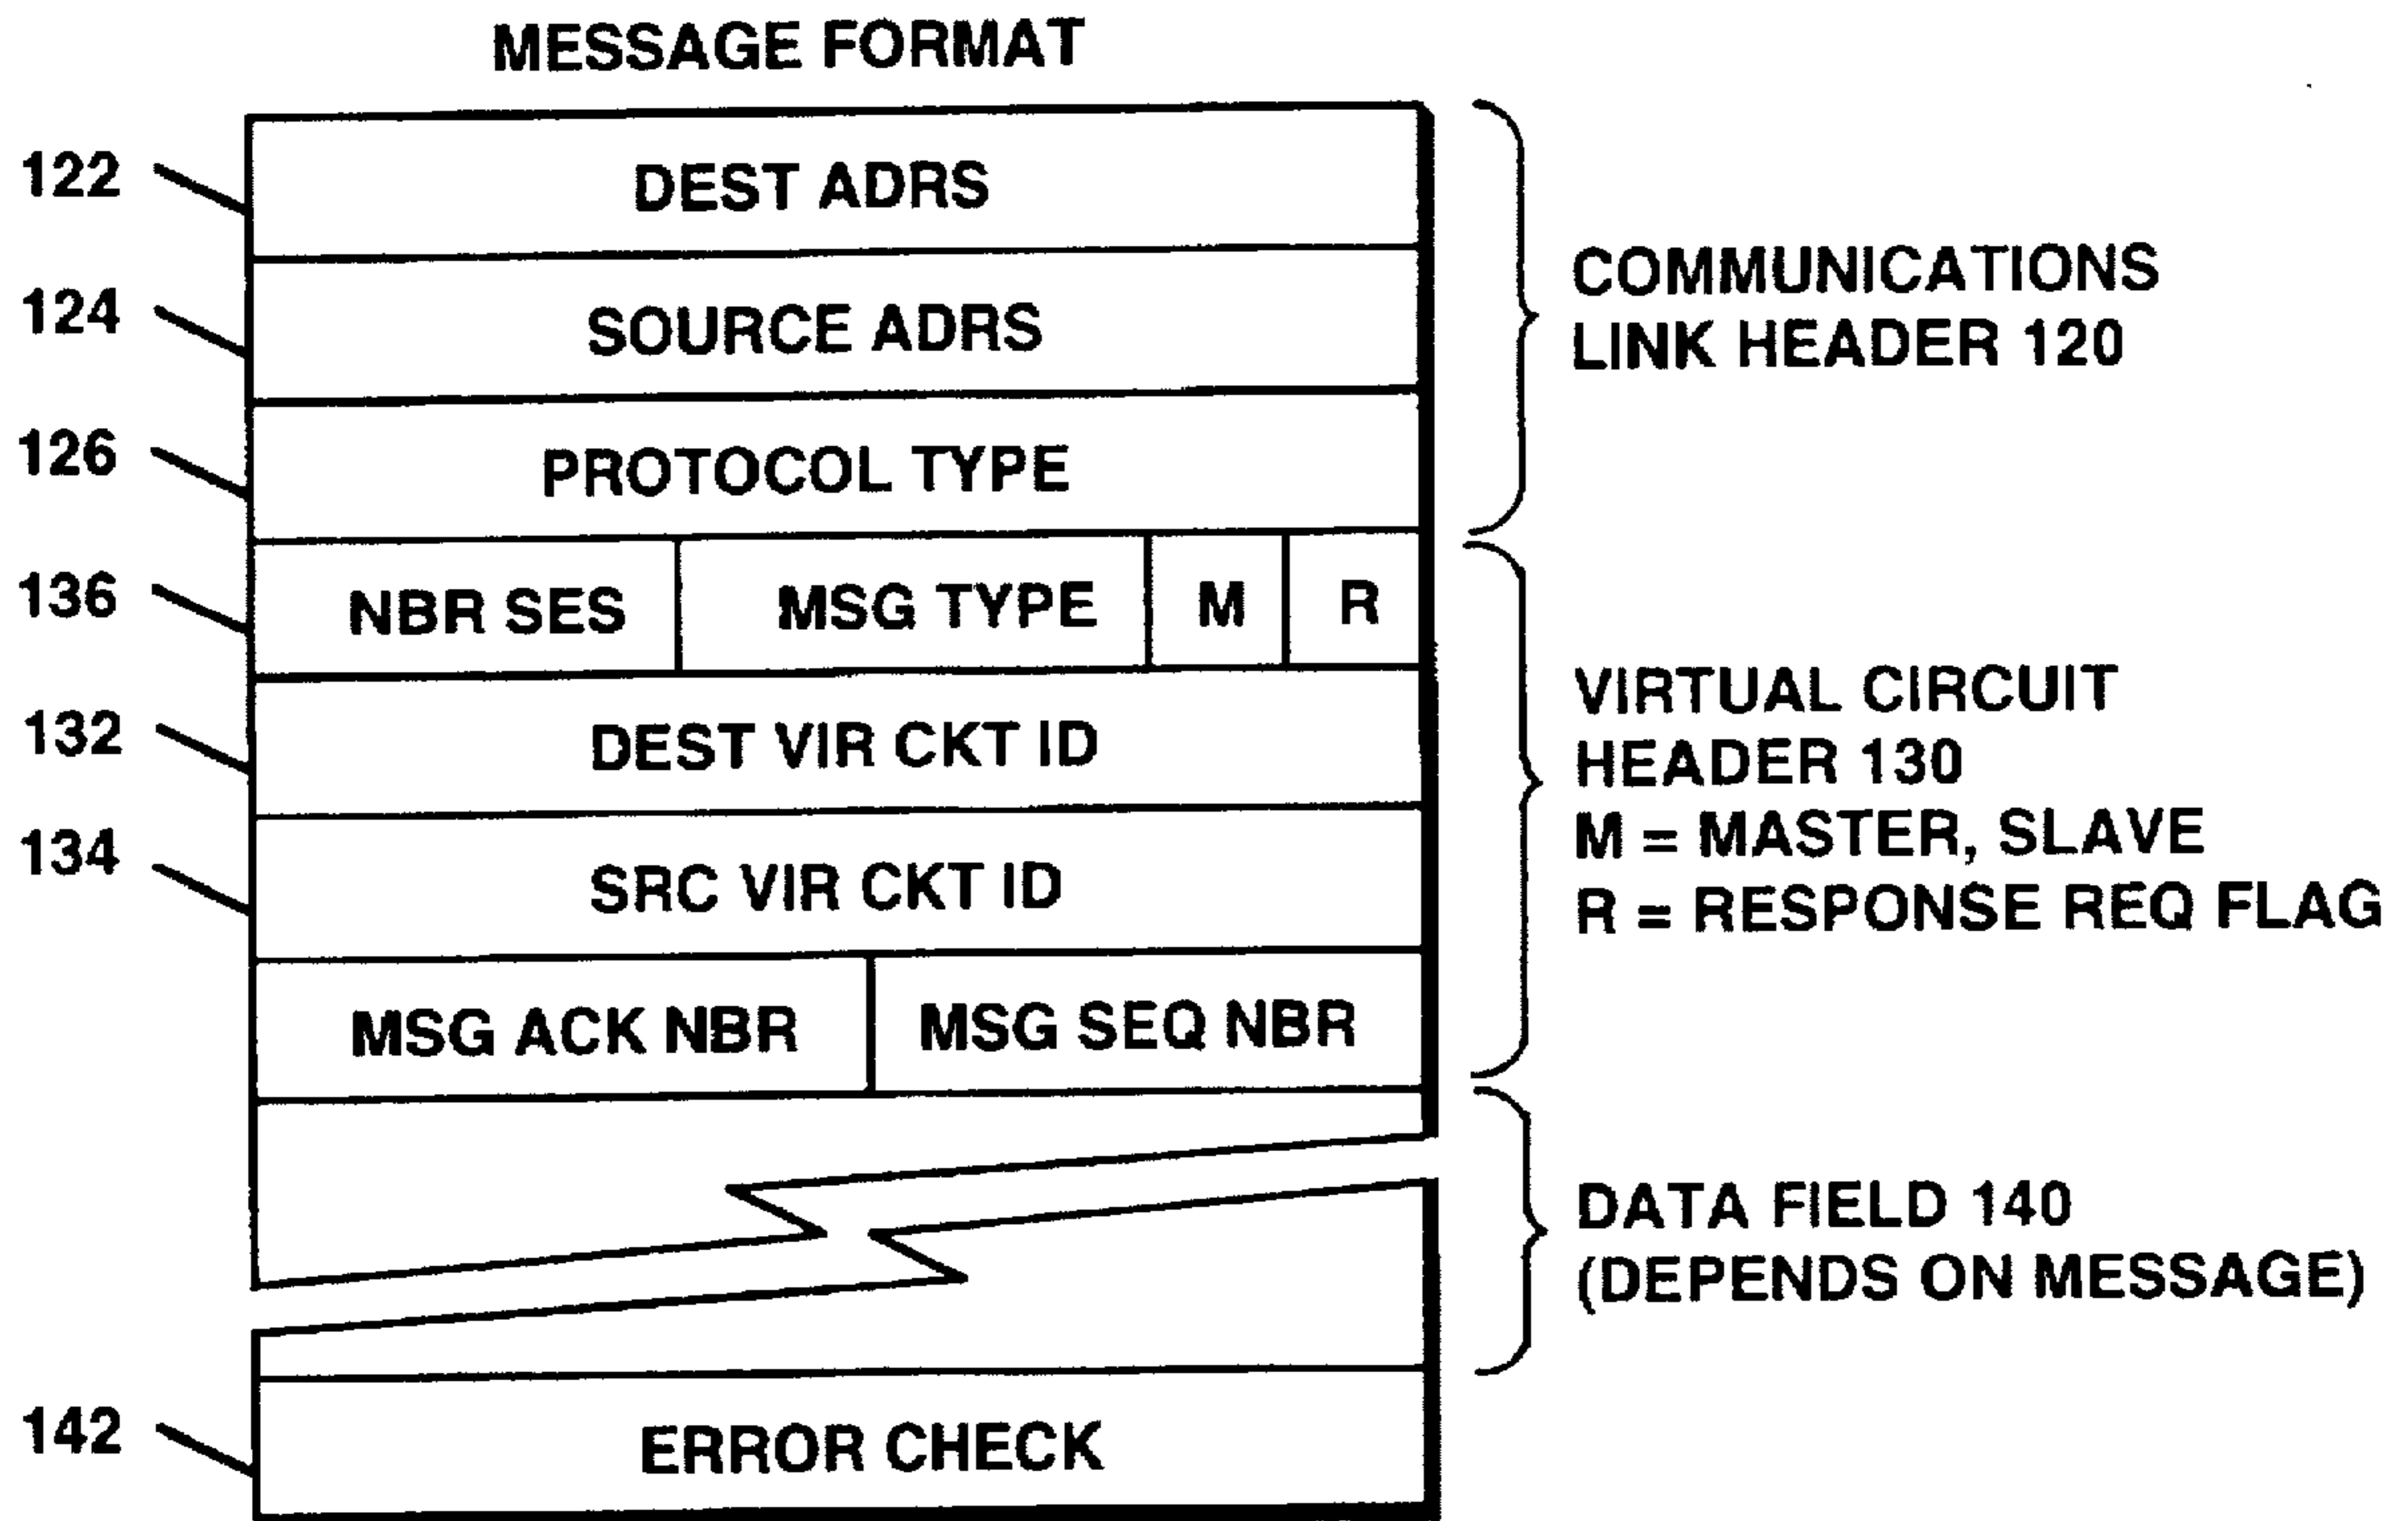 MESSAGE FORMAT
122
DEST ADRS
124
SOURCE ADRS
126
PROTOCOL TYPE
COMMUNICATIONS
LINK HEADER 120
136
NBR SES
MSG TYPE
M
R
132
DEST VIR CKT ID
134
SRC VIR CKT ID
MSG ACK NBR
MSG SEQ NBR
VIRTUAL CIRCUIT
HEADER 130
M = MASTER, SLAVE
R = RESPONSE REQ FLAG
DATA FIELD 140
(DEPENDS ON MESSAGE)
142
ERROR CHECK